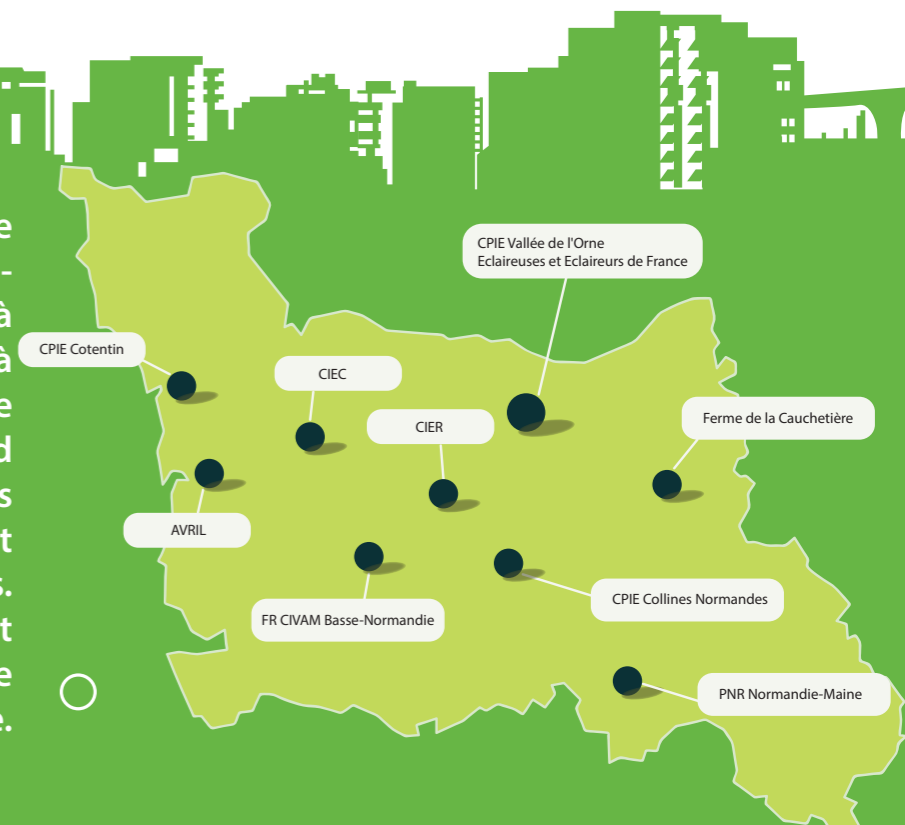 e
-
à
à
e
d
s
t
s.
t
e
e.
CPIE Vallée de l'Orne
Eclaireuses et Eclaireurs de France
CPIE Cotentin
CIEC
CIER
Ferme de la Cauchetière
AVRIL
FR CIVAM Basse-Normandie
CPIE Collines Normandes
PNR Normandie-Maine